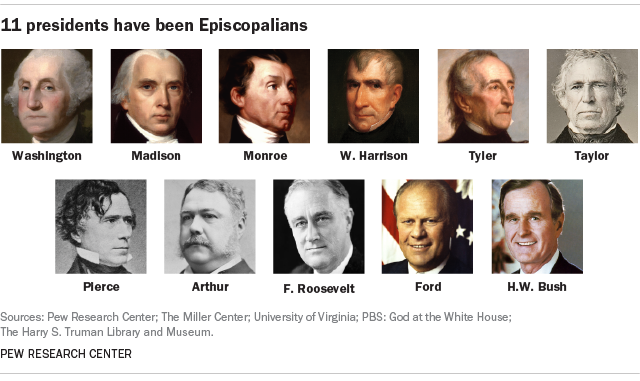 11 presidents have been Episcopalians
Washington Madison Monroe W. Harrison Tyler Taylor
Pierce Arthur F. Roosevelt Ford H.W. Bush
Sources: Pew Research Center; The Miller Center; University of Virginia; PBS: God at the White House;
The Harry S. Truman Library and Museum.
PEW RESEARCH CENTER